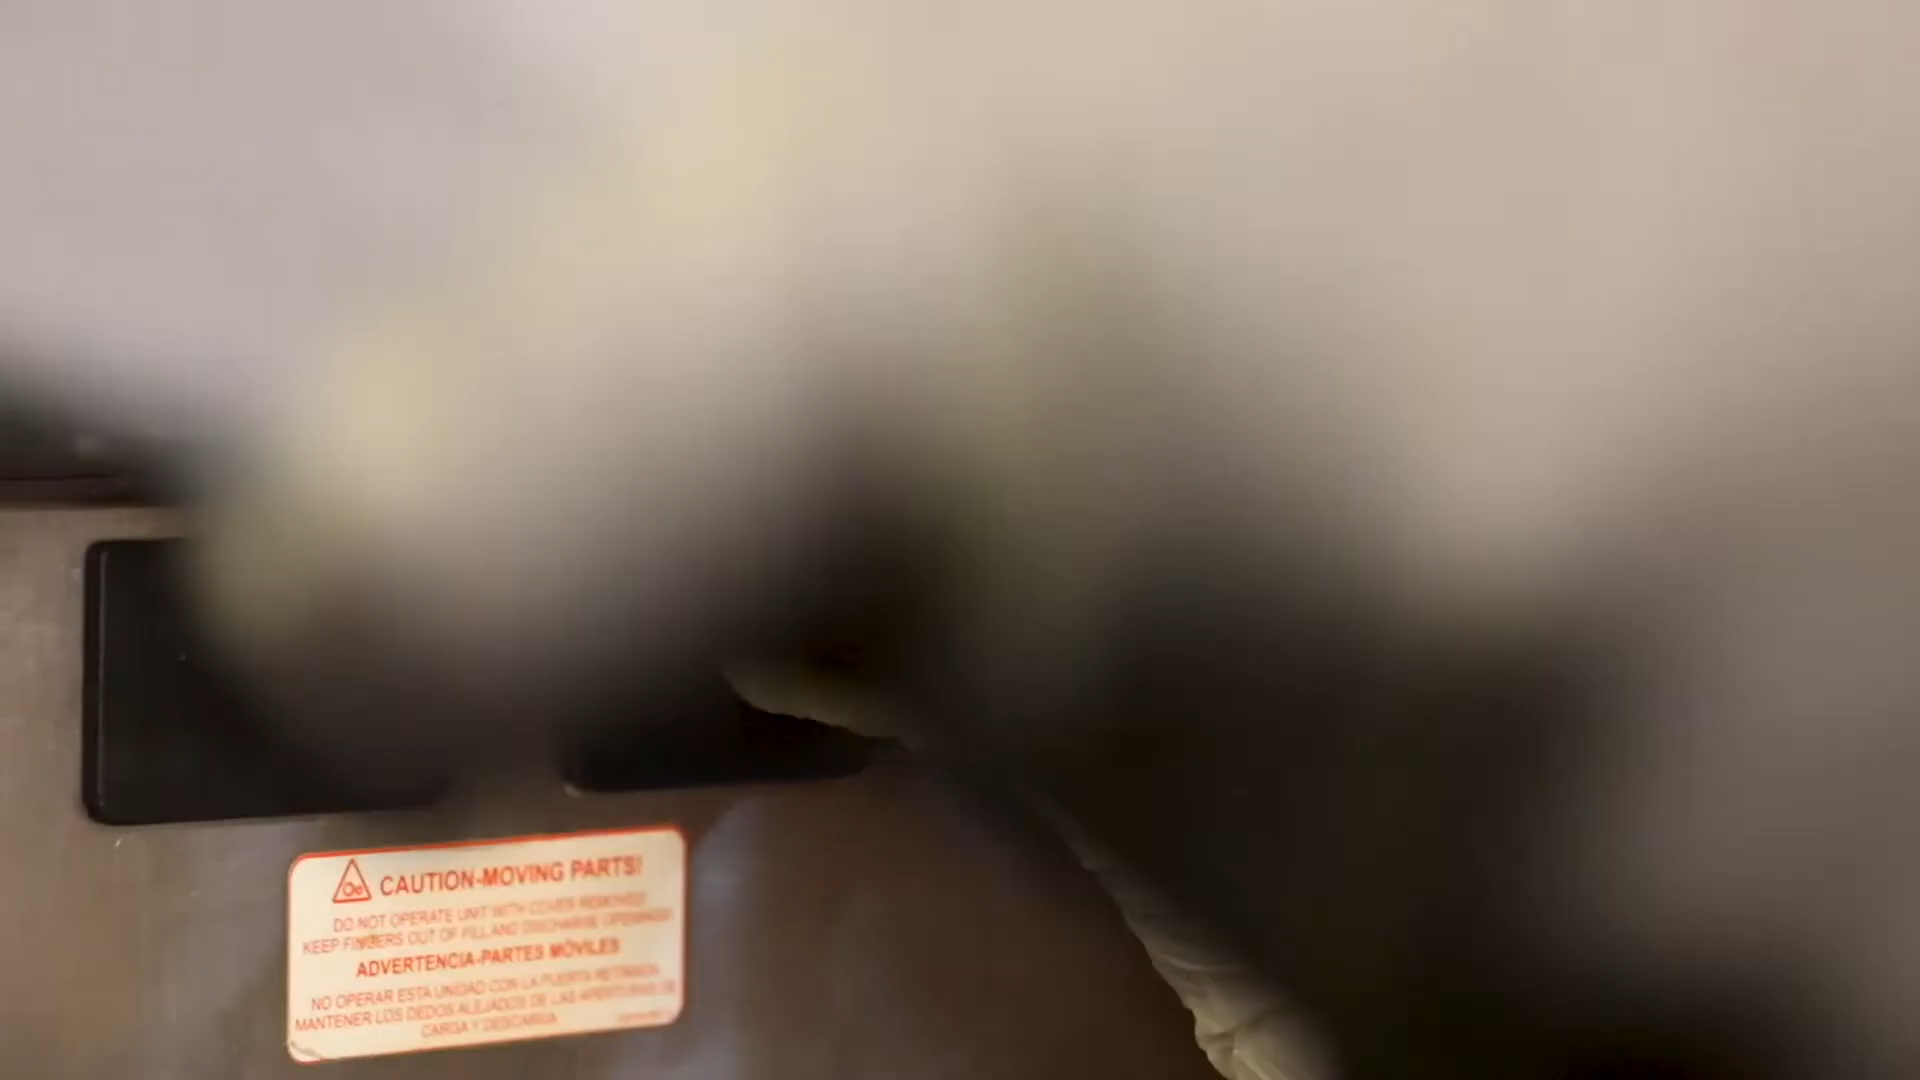 CAUTION-MOVING PARTS!
DO NOT OPERATE UNIT WITH COVER REMOVED
KEEP FINGERS OUT OF FILL AND DISCHARGE OPENINGS
ADVERTENCIA-PARTES MÓVILES
NO OPERAR ESTA UNIDAD CON LA PUERTA RETIRADA
MANTENER LOS DEDOS ALEJADOS DE LAS APERTURAS DE
CARGA Y DESCARGA